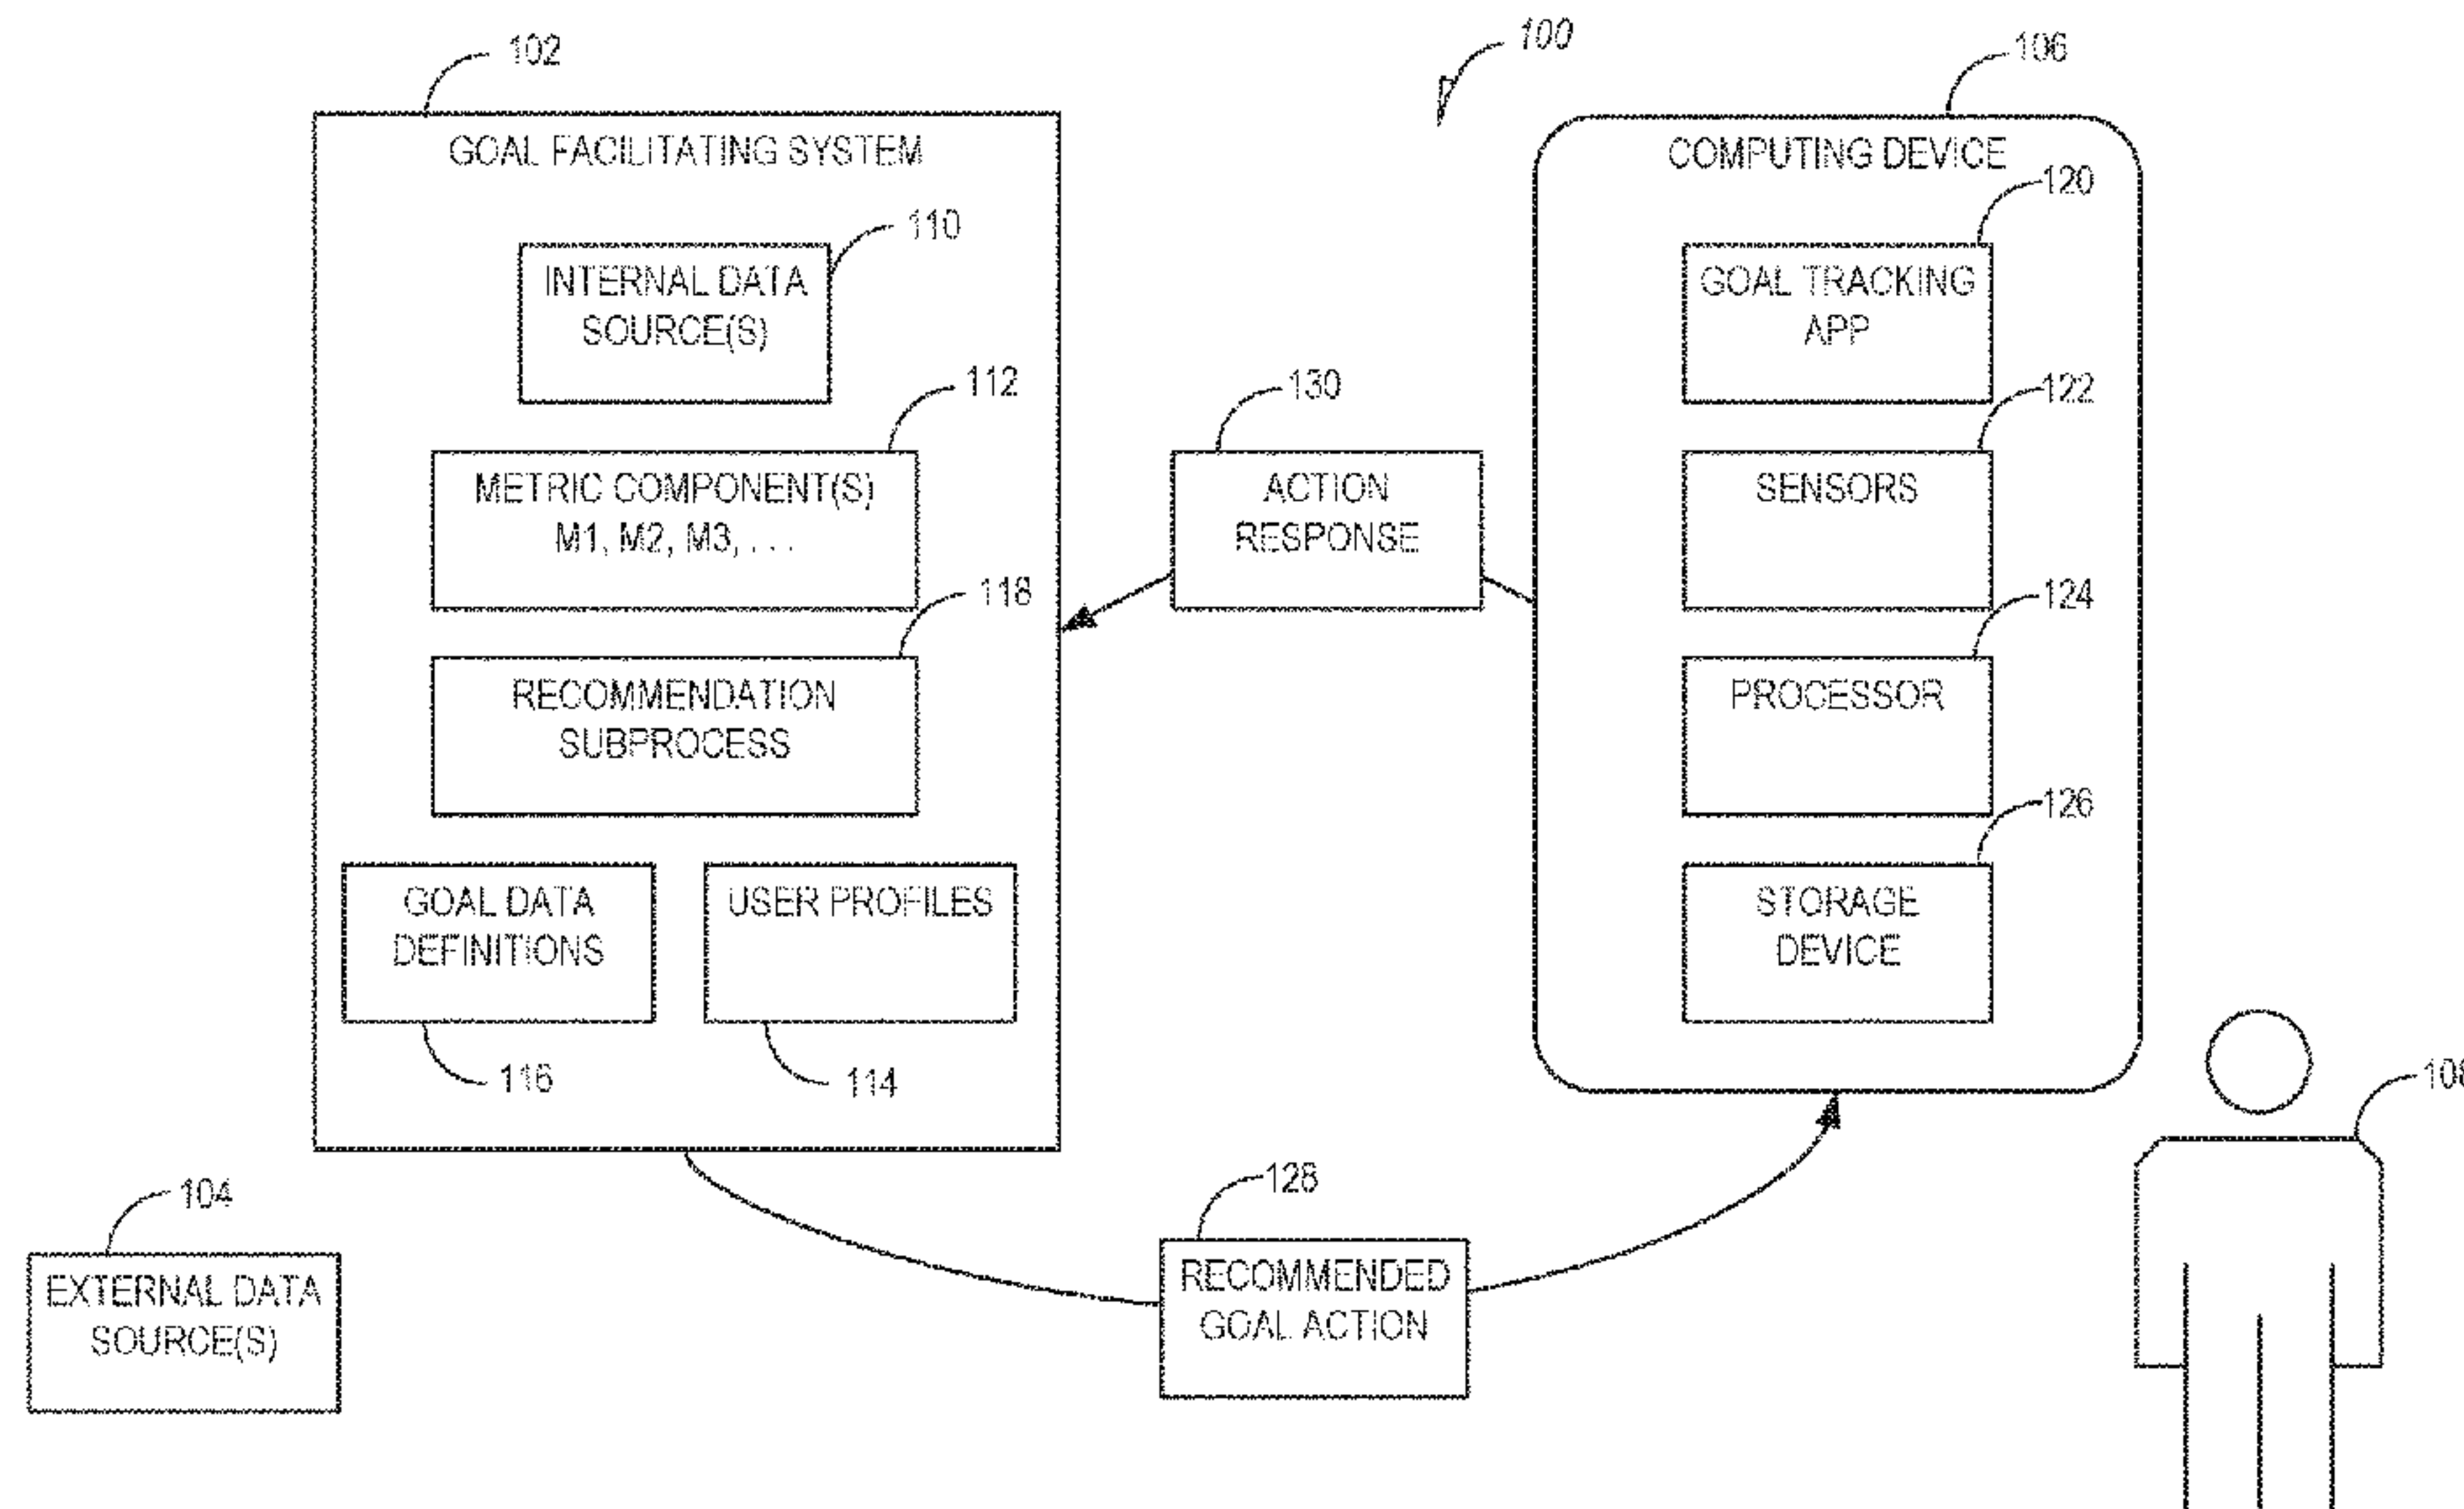 100
102
GOAL FACILITATING SYSTEM
110
INTERNAL DATA
SOURCE(S)
112
METRIC COMPONENT(S)
M1, M2, M3, . . .
118
RECOMMENDATION
SUBPROCESS
GOAL DATA
DEFINITIONS
116
USER PROFILES
114
130
ACTION
RESPONSE
106
COMPUTING DEVICE
120
GOAL TRACKING
APP
122
SENSORS
124
PROCESSOR
126
STORAGE
DEVICE
108
104
EXTERNAL DATA
SOURCE(S)
128
RECOMMENDED
GOAL ACTION